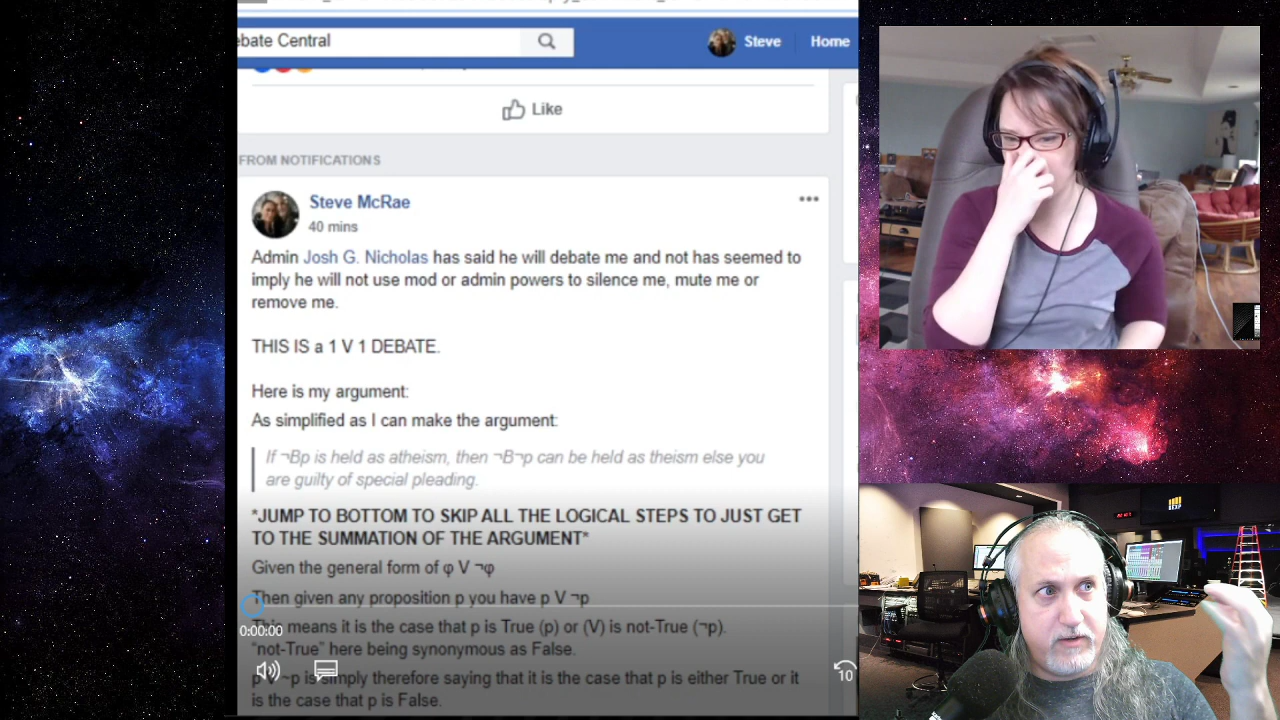 ebate Central
Steve
Home
Like
FROM NOTIFICATIONS
Steve McRae
40 mins
Admin Josh G. Nicholas has said he will debate me and not has seemed to
imply he will not use mod or admin powers to silence me, mute me or
remove me.
THIS IS a 1 V 1 DEBATE.
Here is my argument:
As simplified as I can make the argument:
If ¬Bp is held as atheism, then ¬B¬p can be held as theism else you
are guilty of special pleading.
*JUMP TO BOTTOM TO SKIP ALL THE LOGICAL STEPS TO JUST GET
TO THE SUMMATION OF THE ARGUMENT*
Given the general form of φ V ¬φ
Then given any proposition p you have p V ¬p
0:00:00
This means it is the case that p is True (p) or (V) is not-True (¬p).
"not-True" here being synonymous as False.
p V ¬p is simply therefore saying that it is the case that p is either True or it
is the case that p is False.
10